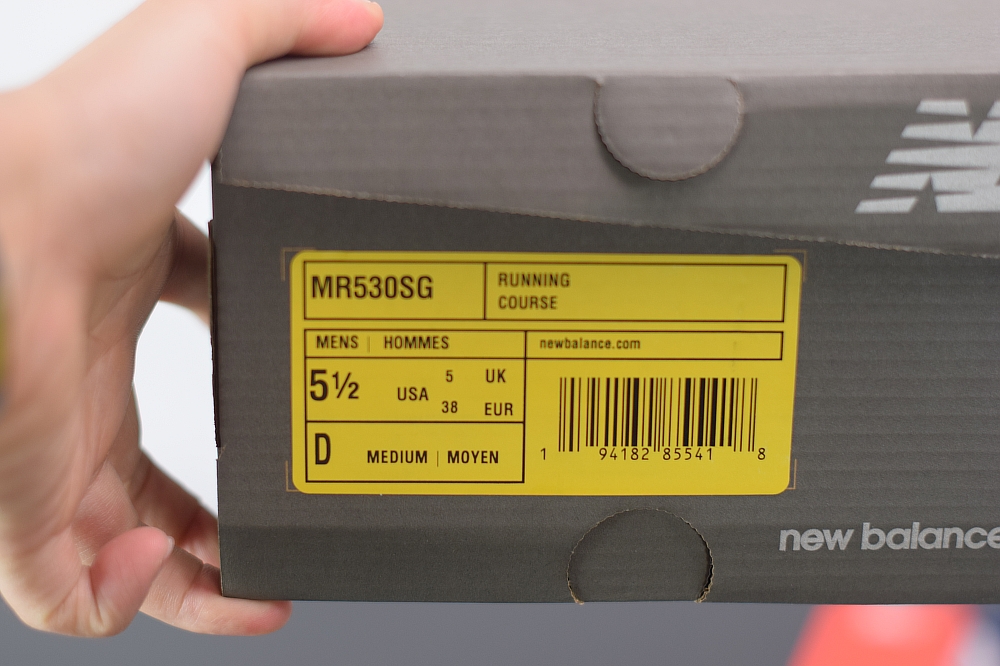 MR530SG
RUNNING
COURSE
MENS | HOMMES
newbalance.com
5½ USA 5 UK
38 EUR
D MEDIUM | MOYEN
1 94182 85541 8
new balance